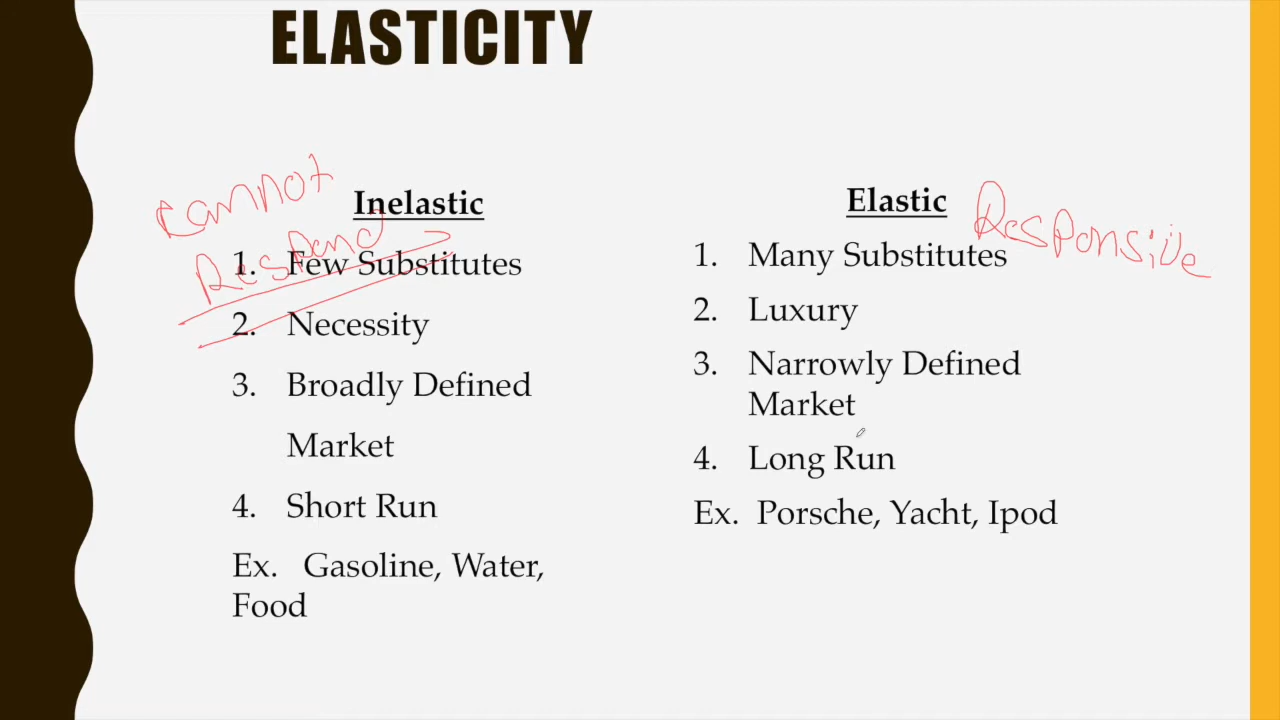 ELASTICITY
cannot
Respond
Inelastic
1. Few Substitutes
2. Necessity
3. Broadly Defined
Market
4. Short Run
Ex. Gasoline, Water,
Food
Elastic
Responsive
1. Many Substitutes
2. Luxury
3. Narrowly Defined
Market
4. Long Run
Ex. Porsche, Yacht, Ipod